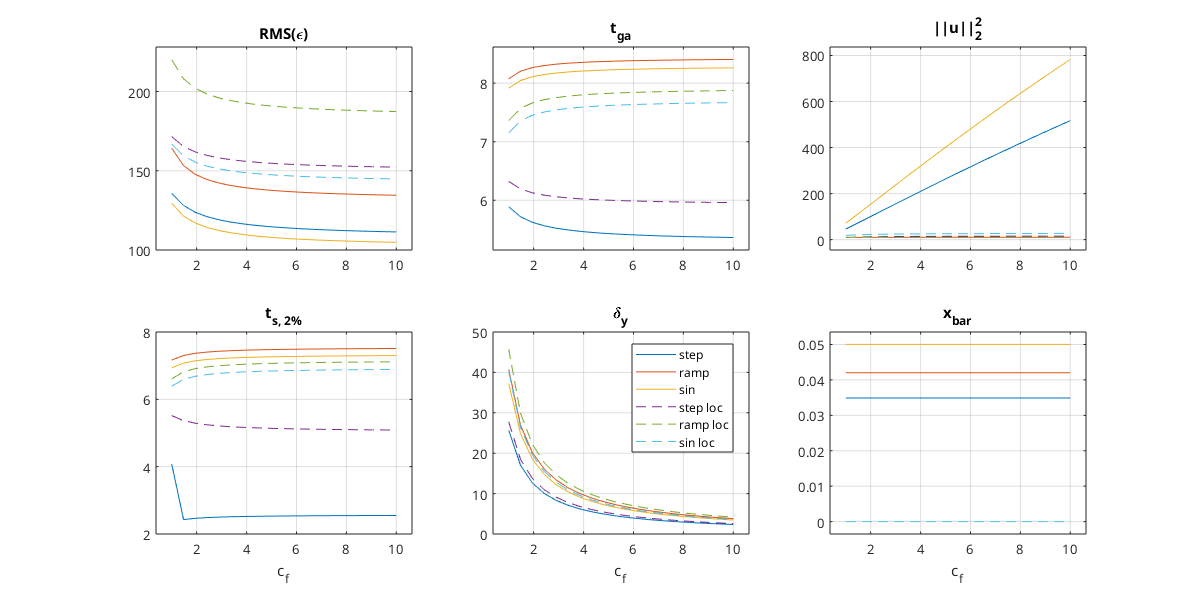 RMS(ϵ)
200
150
100
2 4 6 8 10
t_ga
8
7
6
2 4 6 8 10
||u||₂²
800
600
400
200
0
2 4 6 8 10
t_s, 2%
8
6
4
2
2 4 6 8 10
c_f
δ_y
50
40
30
20
10
0
2 4 6 8 10
c_f
step
ramp
sin
step loc
ramp loc
sin loc
x_bar
0.05
0.04
0.03
0.02
0.01
0
2 4 6 8 10
c_f